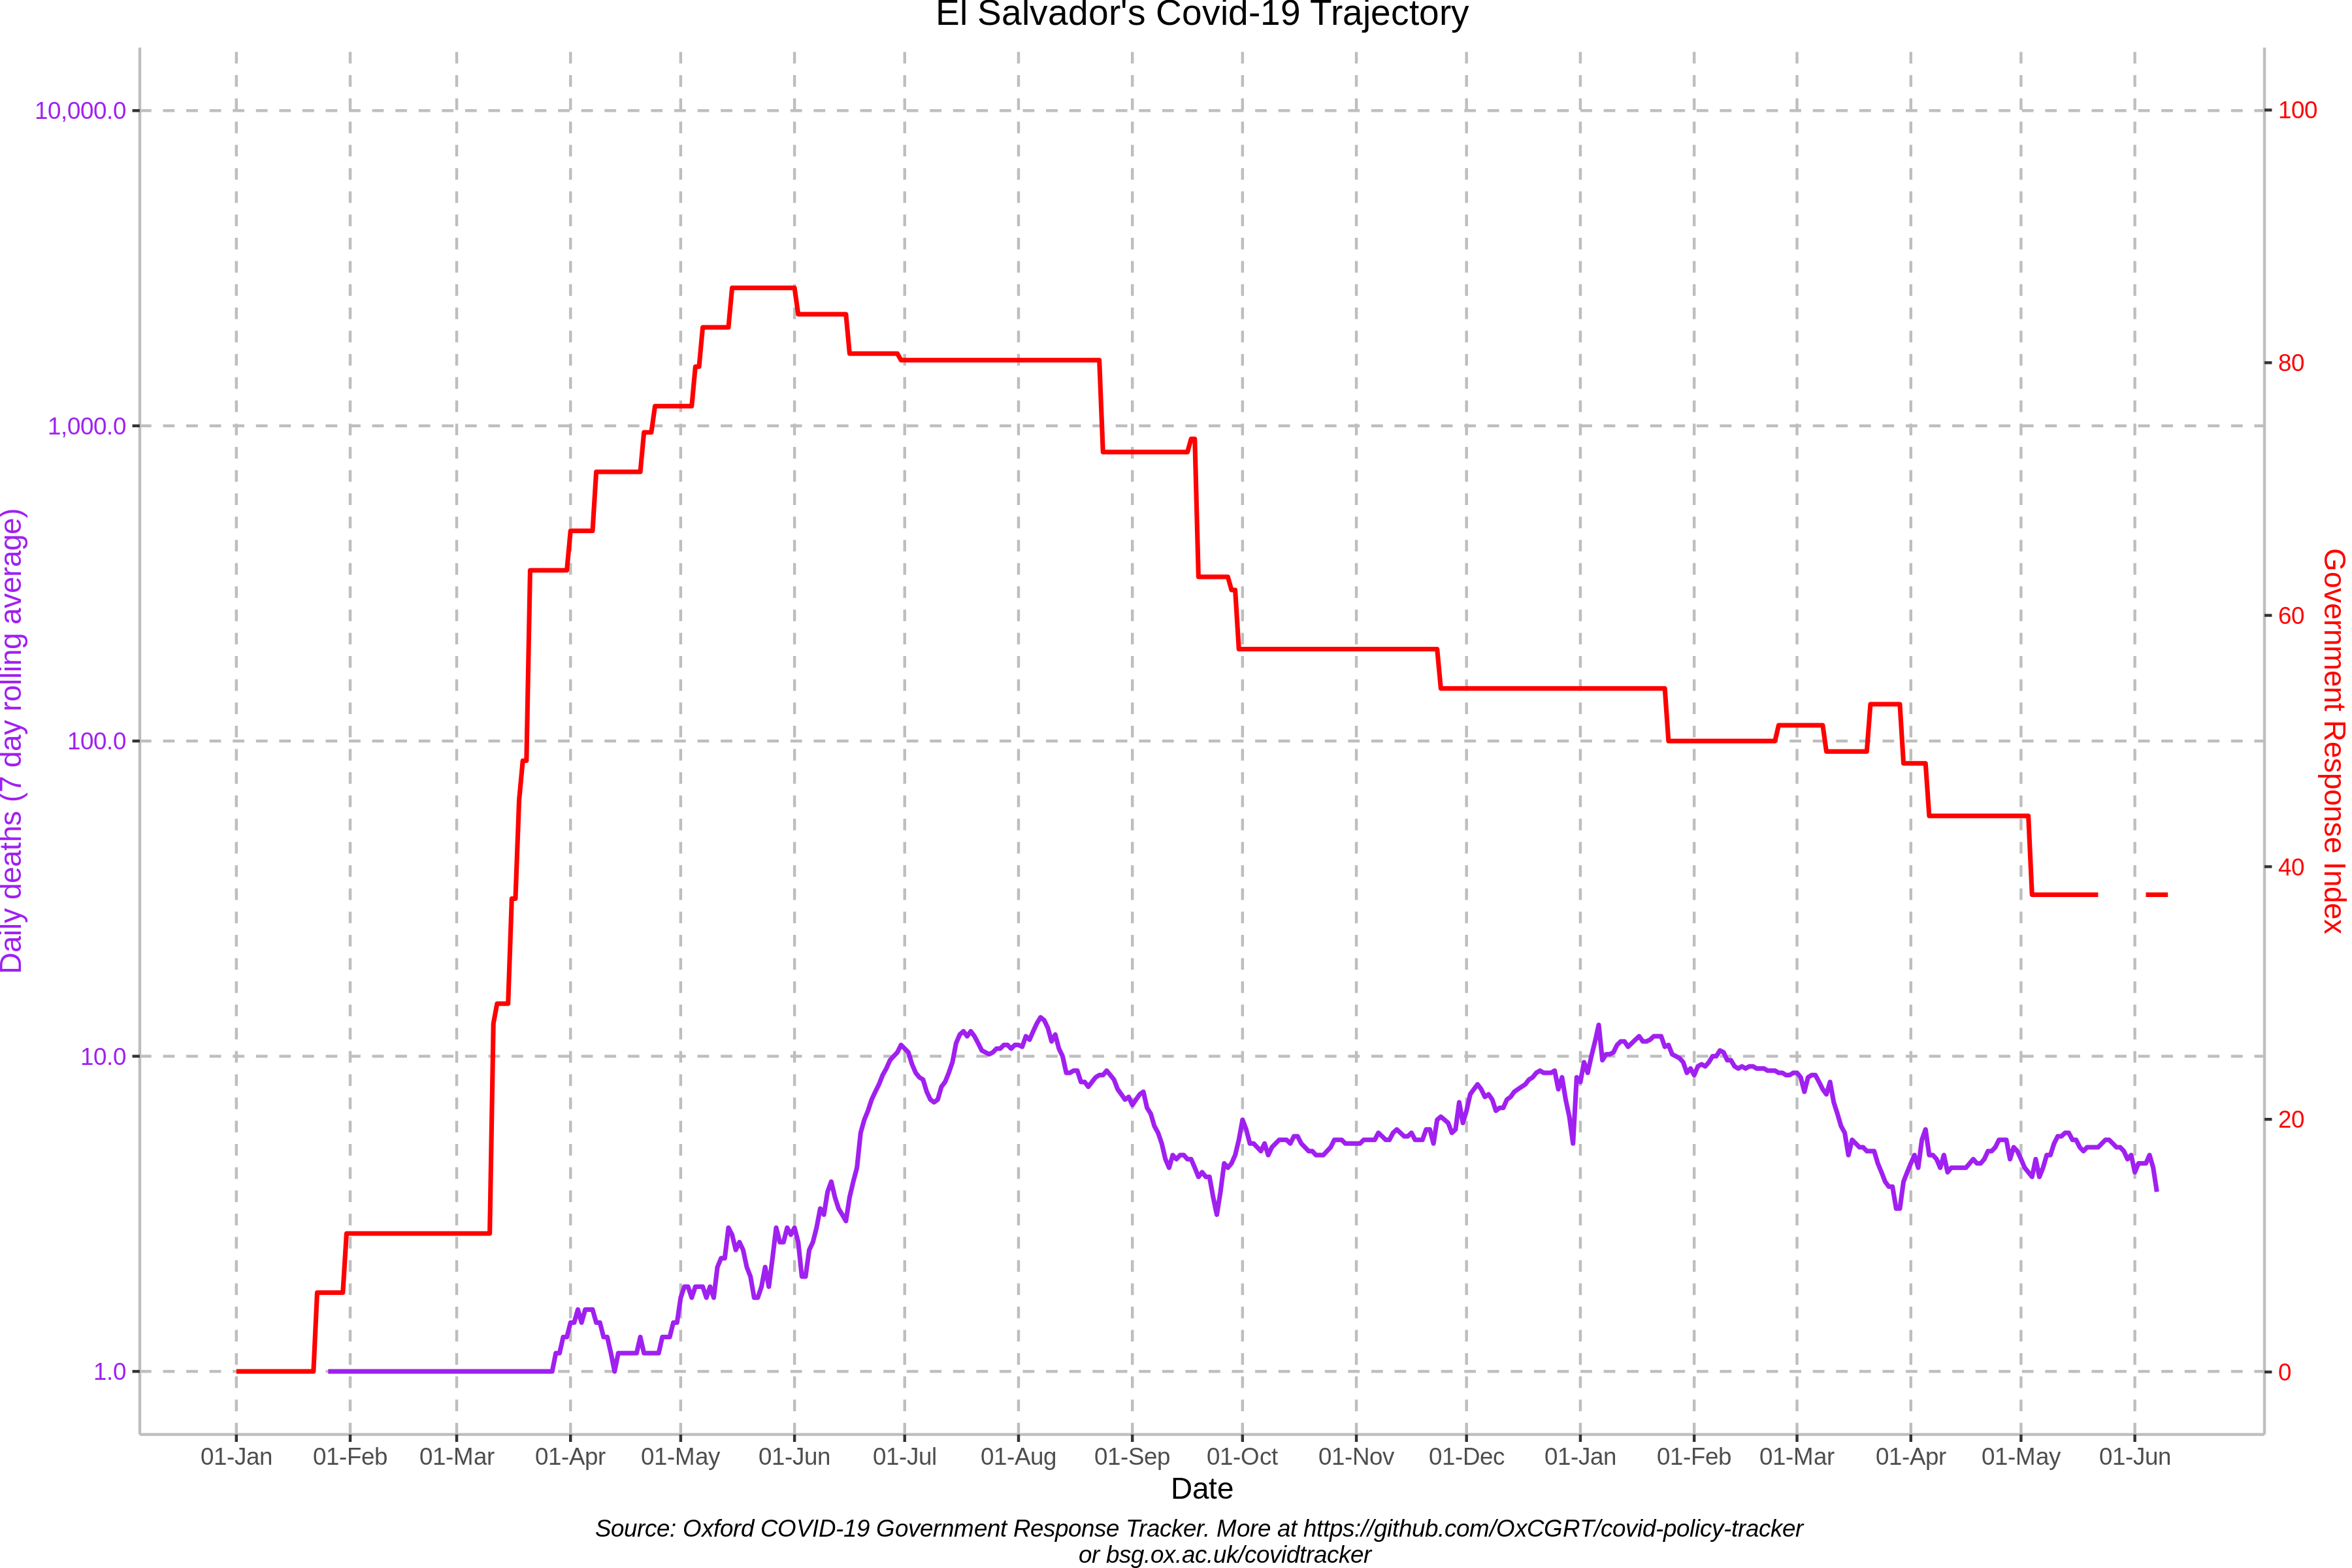 El Salvador's Covid-19 Trajectory
10,000.0
1,000.0
100.0
10.0
1.0
Daily deaths (7 day rolling average)
100
80
60
40
20
0
Government Response Index
01-Jan 01-Feb 01-Mar 01-Apr 01-May 01-Jun 01-Jul 01-Aug 01-Sep 01-Oct 01-Nov 01-Dec 01-Jan 01-Feb 01-Mar 01-Apr 01-May 01-Jun
Date
Source: Oxford COVID-19 Government Response Tracker. More at https://github.com/OxCGRT/covid-policy-tracker
or bsg.ox.ac.uk/covidtracker